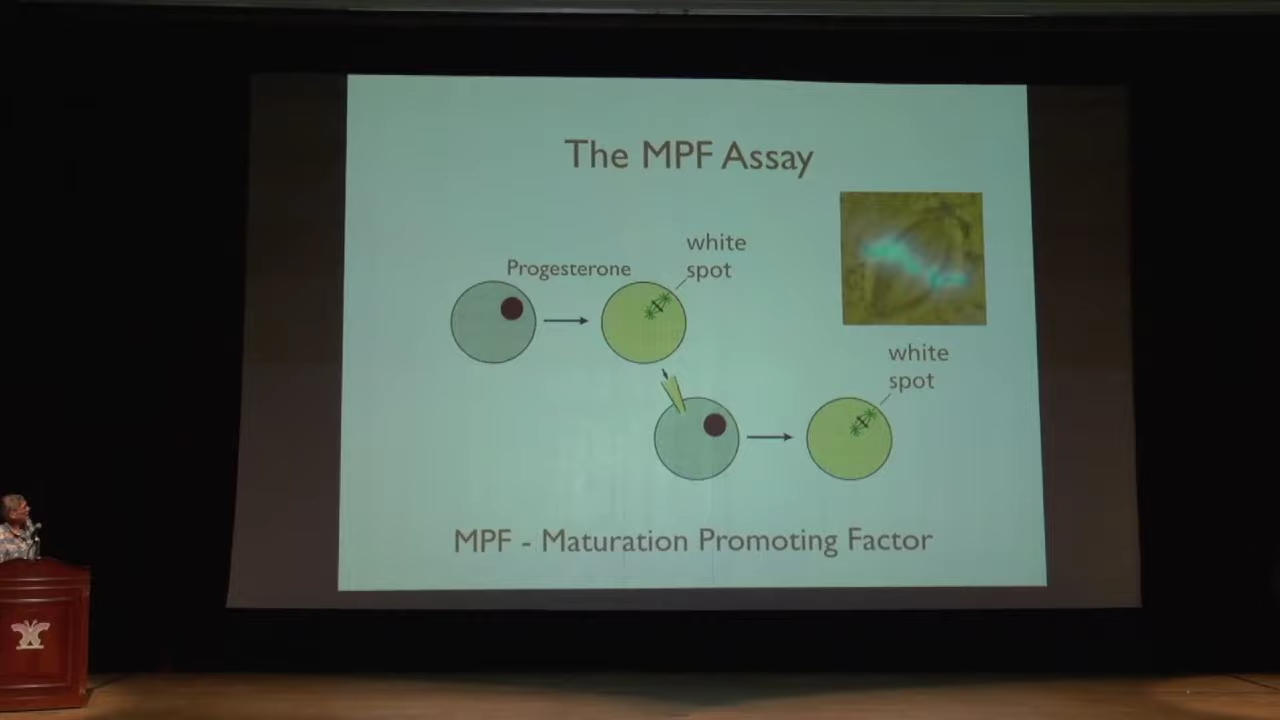 The MPF Assay
white
spot
Progesterone
white
spot
MPF - Maturation Promoting Factor